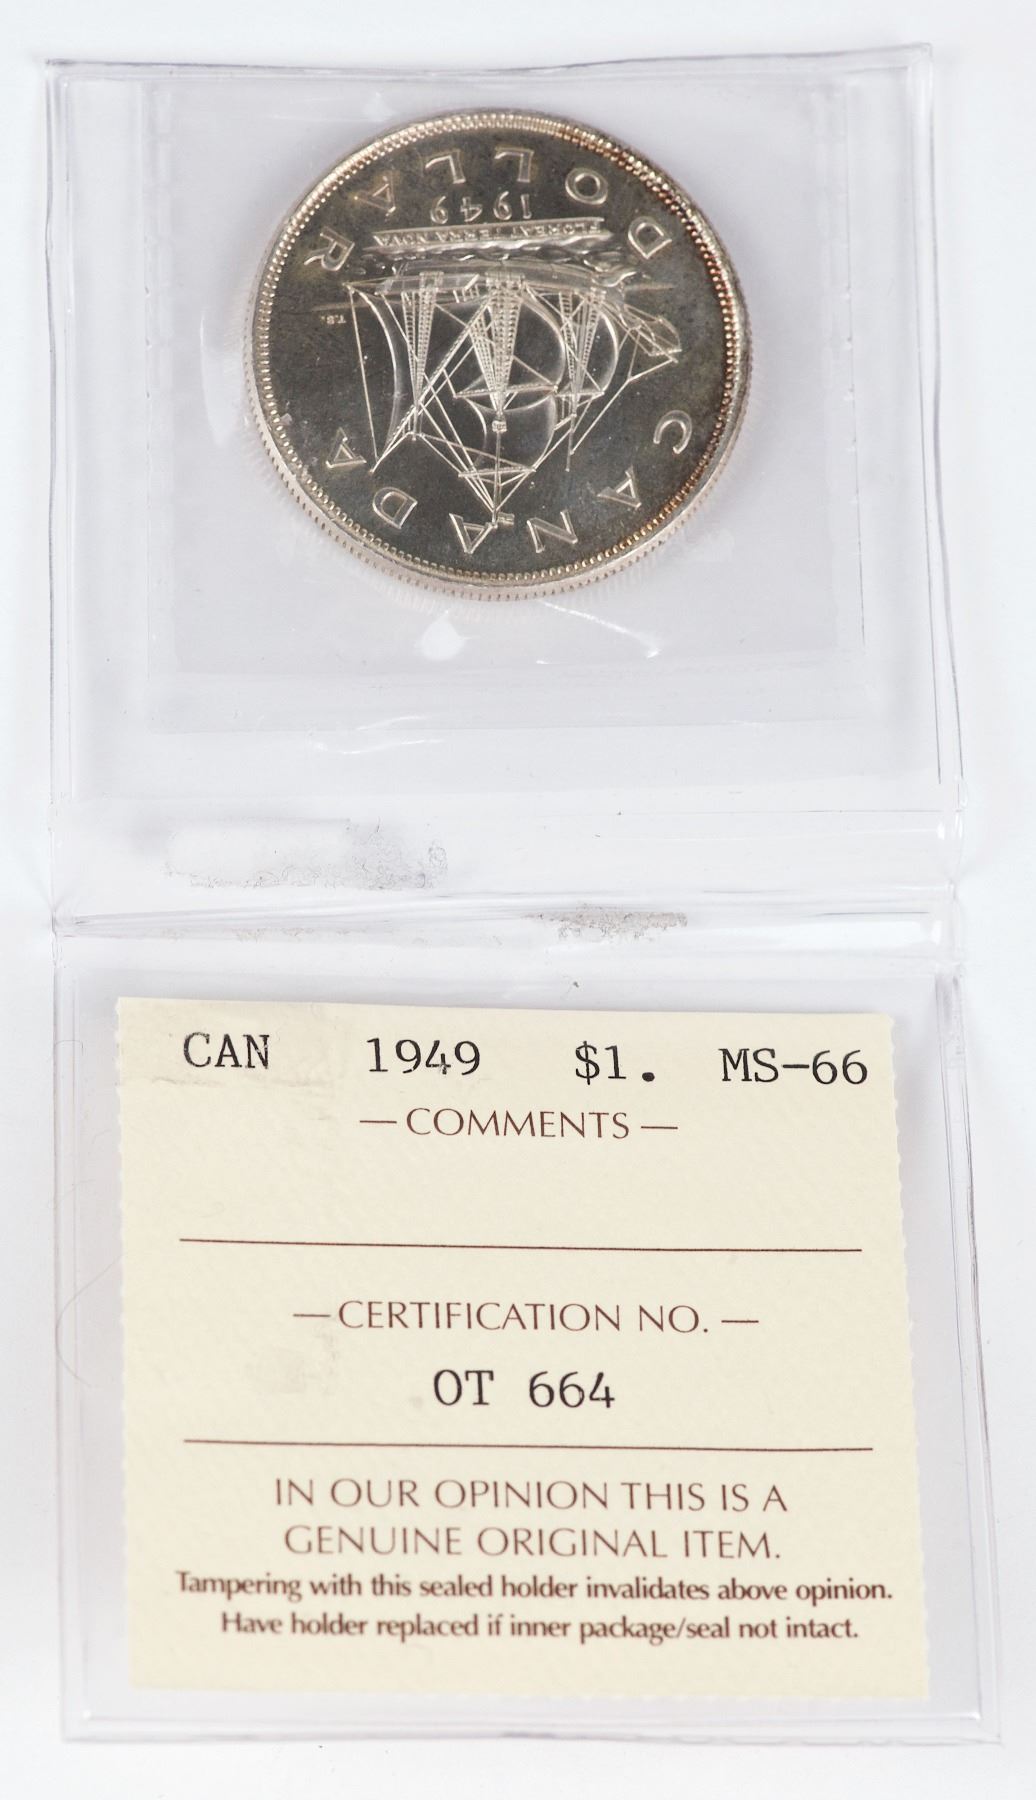 CANADA
T.S.
FLOREAT TERRA NOVA
1949
DOLLAR
CAN 1949 $1. MS-66
— COMMENTS —
— CERTIFICATION NO. —
OT 664
IN OUR OPINION THIS IS A
GENUINE ORIGINAL ITEM.
Tampering with this sealed holder invalidates above opinion.
Have holder replaced if inner package/seal not intact.